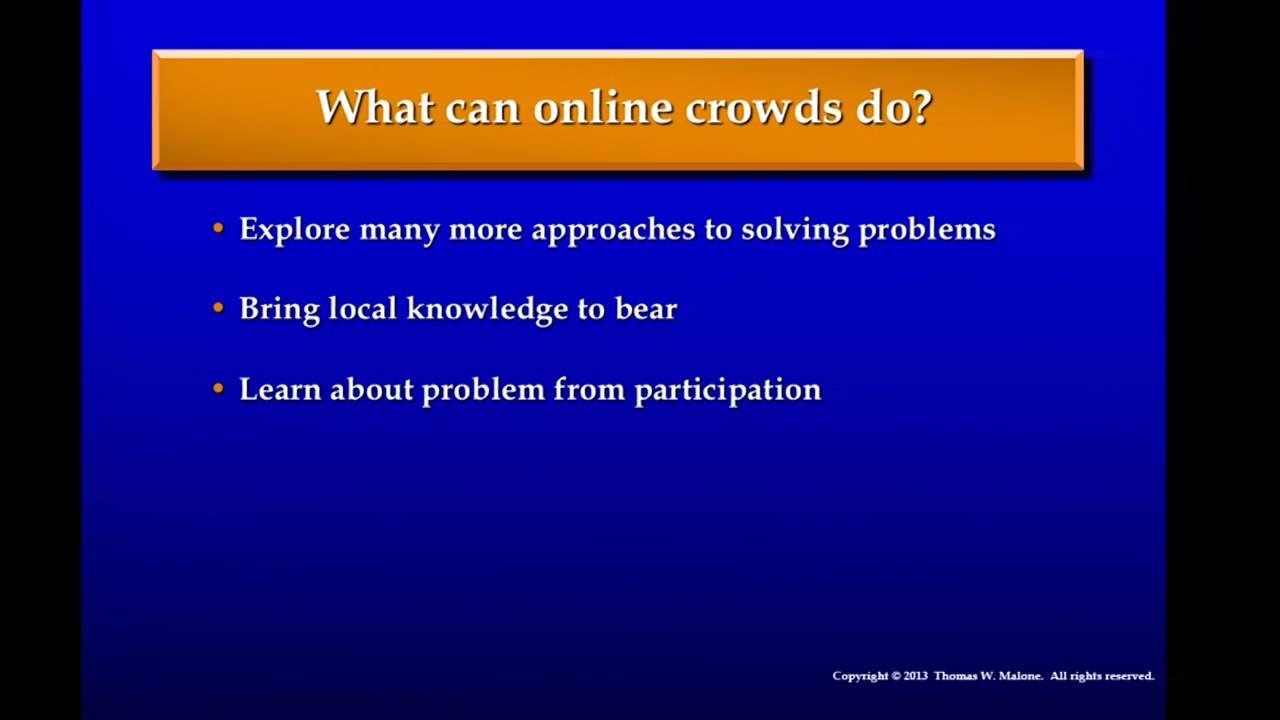 What can online crowds do?
• Explore many more approaches to solving problems
• Bring local knowledge to bear
• Learn about problem from participation
Copyright © 2013 Thomas W. Malone. All rights reserved.